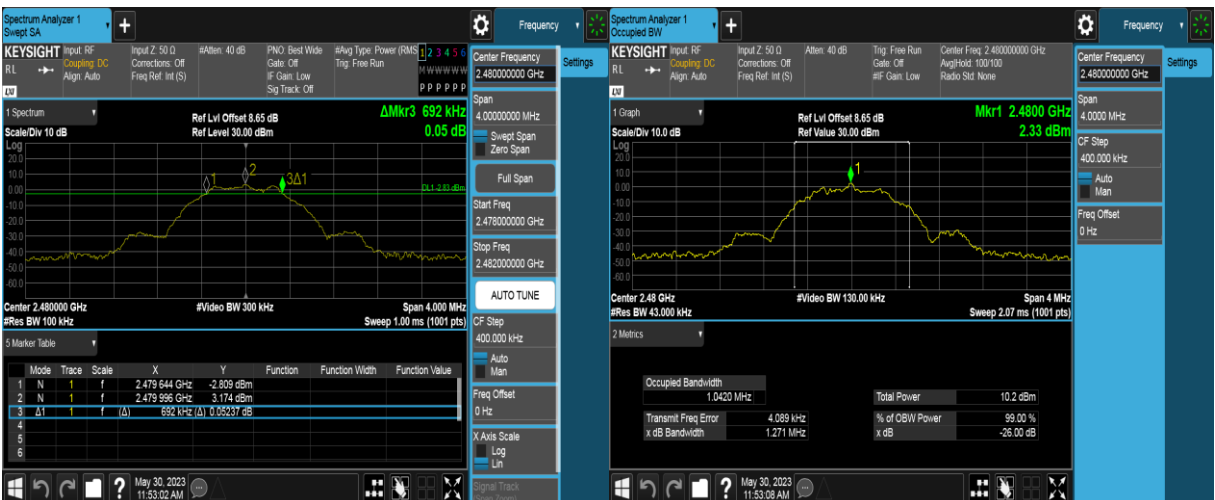 Spectrum Analyzer 1
Swept SA
+
Frequency
KEYSIGHT
RL
LXI
Input: RF
Coupling: DC
Align: Auto
Input Z: 50 Ω
Corrections: Off
Freq Ref: Int (S)
#Atten: 40 dB
PNO: Best Wide
Gate: Off
IF Gain: Low
Sig Track: Off
#Avg Type: Power (RMS
Trig: Free Run
1 2 3 4 5 6
M W W W W W
P P P P P P
Center Frequency
2.480000000 GHz
Settings
1 Spectrum
Scale/Div 10 dB
Ref Lvl Offset 8.65 dB
Ref Level 30.00 dBm
ΔMkr3 692 kHz
0.05 dB
Log
20.0
10.0
0.00
-10.0
-20.0
-30.0
-40.0
-50.0
-60.0
1
2
3Δ1
DL1 -2.83 dBm
Center 2.480000 GHz
#Res BW 100 kHz
#Video BW 300 kHz
Span 4.000 MHz
Sweep 1.00 ms (1001 pts)
Span
4.00000000 MHz
Swept Span
Zero Span
Full Span
Start Freq
2.478000000 GHz
Stop Freq
2.482000000 GHz
AUTO TUNE
CF Step
400.000 kHz
Auto
Man
Freq Offset
0 Hz
X Axis Scale
Log
Lin
Signal Track
5 Marker Table
Mode Trace Scale X Y Function Function Width Function Value
1 N 1 f 2.479 644 GHz -2.809 dBm
2 N 1 f 2.479 996 GHz 3.174 dBm
3 Δ1 1 f (Δ) 692 kHz (Δ) 0.05237 dB
4
5
6
?
May 30, 2023
11:53:02 AM
Spectrum Analyzer 1
Occupied BW
+
Frequency
KEYSIGHT
RL
LXI
Input: RF
Coupling: DC
Align: Auto
Input Z: 50 Ω
Corrections: Off
Freq Ref: Int (S)
Atten: 40 dB
Trig: Free Run
Gate: Off
#IF Gain: Low
Center Freq: 2.480000000 GHz
Avg|Hold: 100/100
Radio Std: None
Center Frequency
2.480000000 GHz
Settings
1 Graph
Scale/Div 10.0 dB
Ref Lvl Offset 8.65 dB
Ref Value 30.00 dBm
Mkr1 2.4800 GHz
2.33 dBm
Log
20.0
10.0
0.00
-10.0
-20.0
-30.0
-40.0
-50.0
-60.0
1
Center 2.48 GHz
#Res BW 43.000 kHz
#Video BW 130.00 kHz
Span 4 MHz
Sweep 2.07 ms (1001 pts)
Span
4.0000 MHz
CF Step
400.000 kHz
Auto
Man
Freq Offset
0 Hz
2 Metrics
Occupied Bandwidth
1.0420 MHz
Total Power 10.2 dBm
Transmit Freq Error 4.089 kHz
% of OBW Power 99.00 %
x dB Bandwidth 1.271 MHz
x dB -26.00 dB
?
May 30, 2023
11:53:08 AM